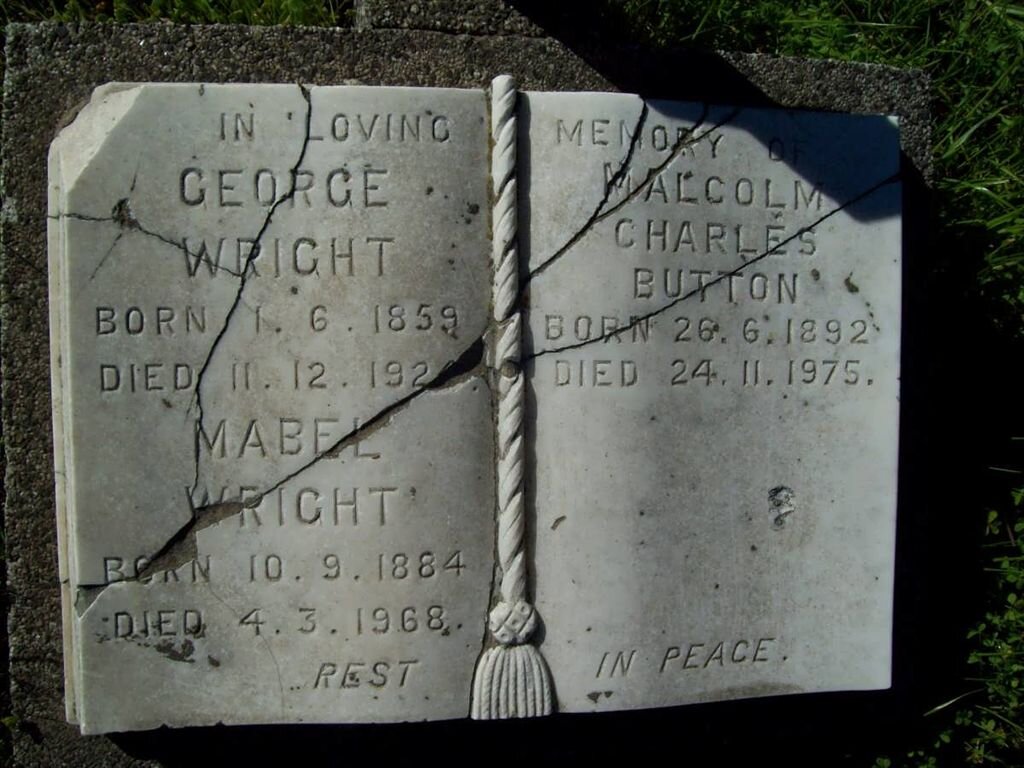 IN LOVING
GEORGE
WRIGHT
BORN 1. 6. 1859
DIED 11. 12. 192
MABEL
WRIGHT
BORN 10. 9. 1884
DIED 4. 3. 1968.
REST
MEMORY OF
MALCOLM
CHARLES
BUTTON
BORN 26. 6. 1892
DIED 24. 11. 1975.
IN PEACE.